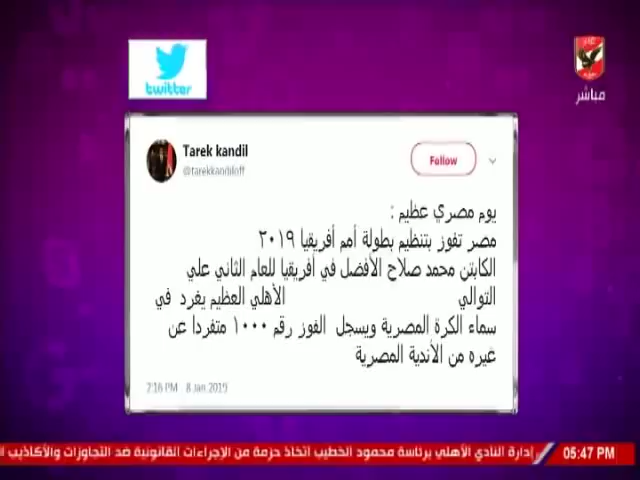 twitter
مباشر
Tarek kandil
@tarekkandiloff
Follow
يوم مصري عظيم :
مصر تفوز بتنظيم بطولة أمم أفريقيا ٢٠١٩
الكابتن محمد صلاح الأفضل في أفريقيا للعام الثاني علي
التوالي الأهلي العظيم يغرد في
سماء الكرة المصرية ويسجل الفوز رقم ١٠٠٠ متفردا عن
غيره من الأندية المصرية
2:16 PM 8 Jan 2019
إدارة النادي الأهلي برئاسة محمود الخطيب اتخاذ حزمة من الإجراءات القانونية ضد التجاوزات والأكاذيب
05:47 PM